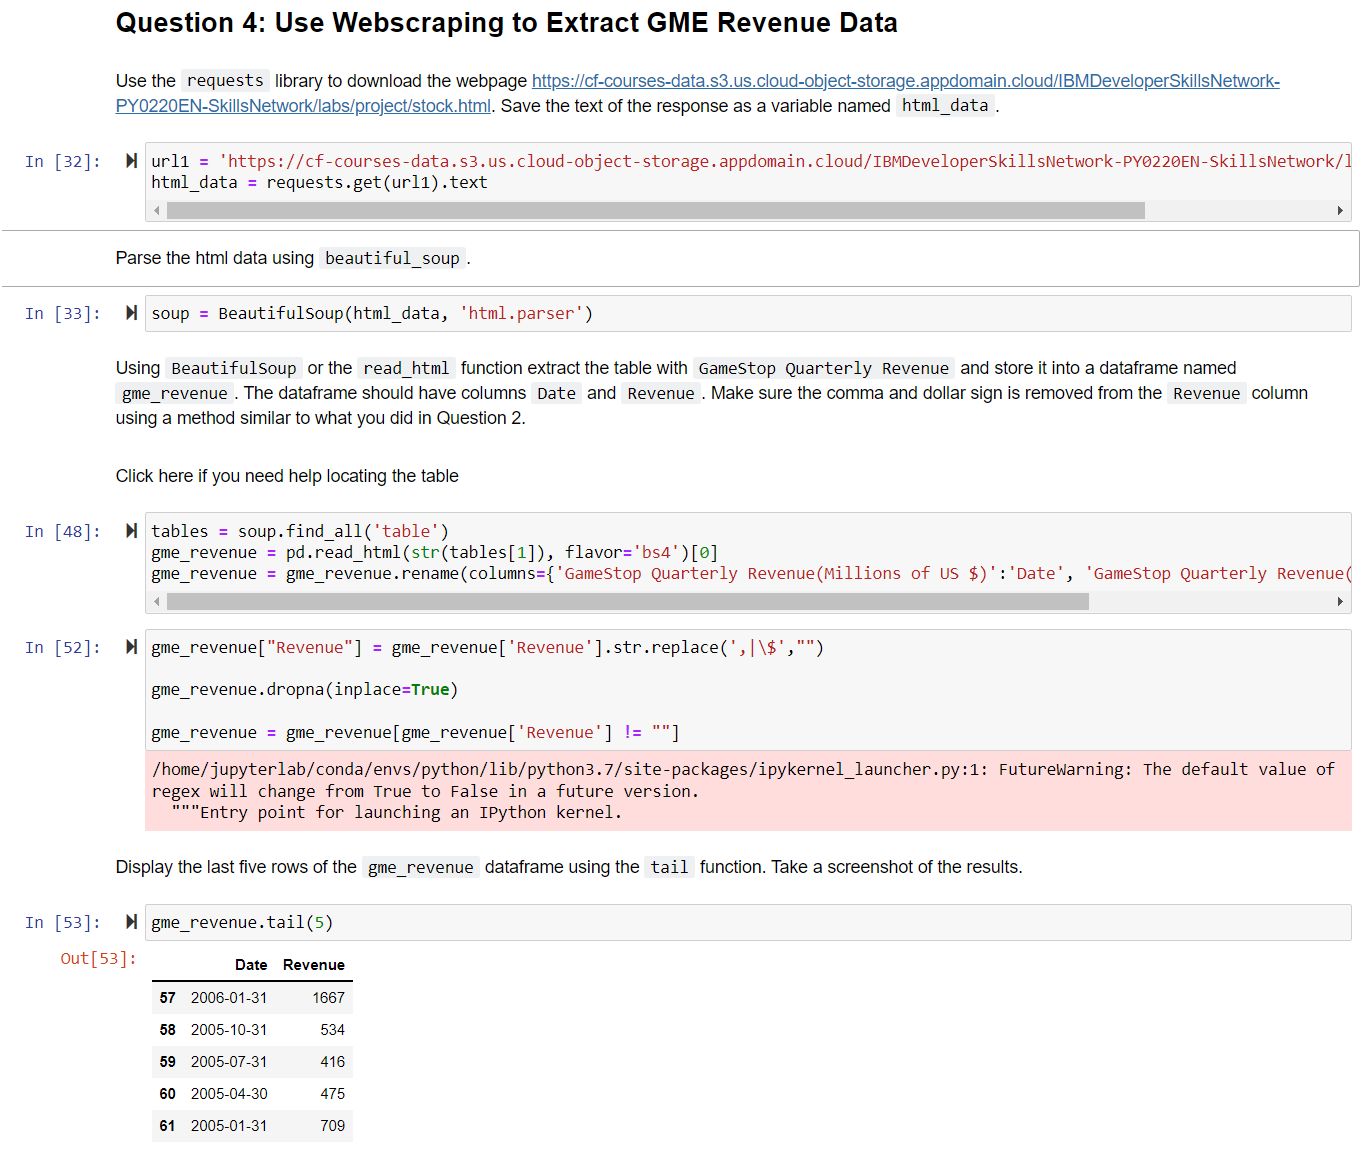 Question 4: Use Webscraping to Extract GME Revenue Data
Use the requests library to download the webpage https://cf-courses-data.s3.us.cloud-object-storage.appdomain.cloud/IBMDeveloperSkillsNetwork-
PY0220EN-SkillsNetwork/labs/project/stock.html. Save the text of the response as a variable named html_data.
In [32]: url1 = 'https://cf-courses-data.s3.us.cloud-object-storage.appdomain.cloud/IBMDeveloperSkillsNetwork-PY0220EN-SkillsNetwork/l
html_data = requests.get(url1).text
Parse the html data using beautiful_soup.
In [33]: soup = BeautifulSoup(html_data, 'html.parser')
Using BeautifulSoup or the read_html function extract the table with GameStop Quarterly Revenue and store it into a dataframe named
gme_revenue. The dataframe should have columns Date and Revenue. Make sure the comma and dollar sign is removed from the Revenue column
using a method similar to what you did in Question 2.
Click here if you need help locating the table
In [48]: tables = soup.find_all('table')
gme_revenue = pd.read_html(str(tables[1]), flavor='bs4')[0]
gme_revenue = gme_revenue.rename(columns={'GameStop Quarterly Revenue(Millions of US $)':'Date', 'GameStop Quarterly Revenue(
In [52]: gme_revenue["Revenue"] = gme_revenue['Revenue'].str.replace(',|\$',"")
gme_revenue.dropna(inplace=True)
gme_revenue = gme_revenue[gme_revenue['Revenue'] != ""]
/home/jupyterlab/conda/envs/python/lib/python3.7/site-packages/ipykernel_launcher.py:1: FutureWarning: The default value of
regex will change from True to False in a future version.
"""Entry point for launching an IPython kernel.
Display the last five rows of the gme_revenue dataframe using the tail function. Take a screenshot of the results.
In [53]: gme_revenue.tail(5)
Out[53]:
Date Revenue
57 2006-01-31 1667
58 2005-10-31 534
59 2005-07-31 416
60 2005-04-30 475
61 2005-01-31 709